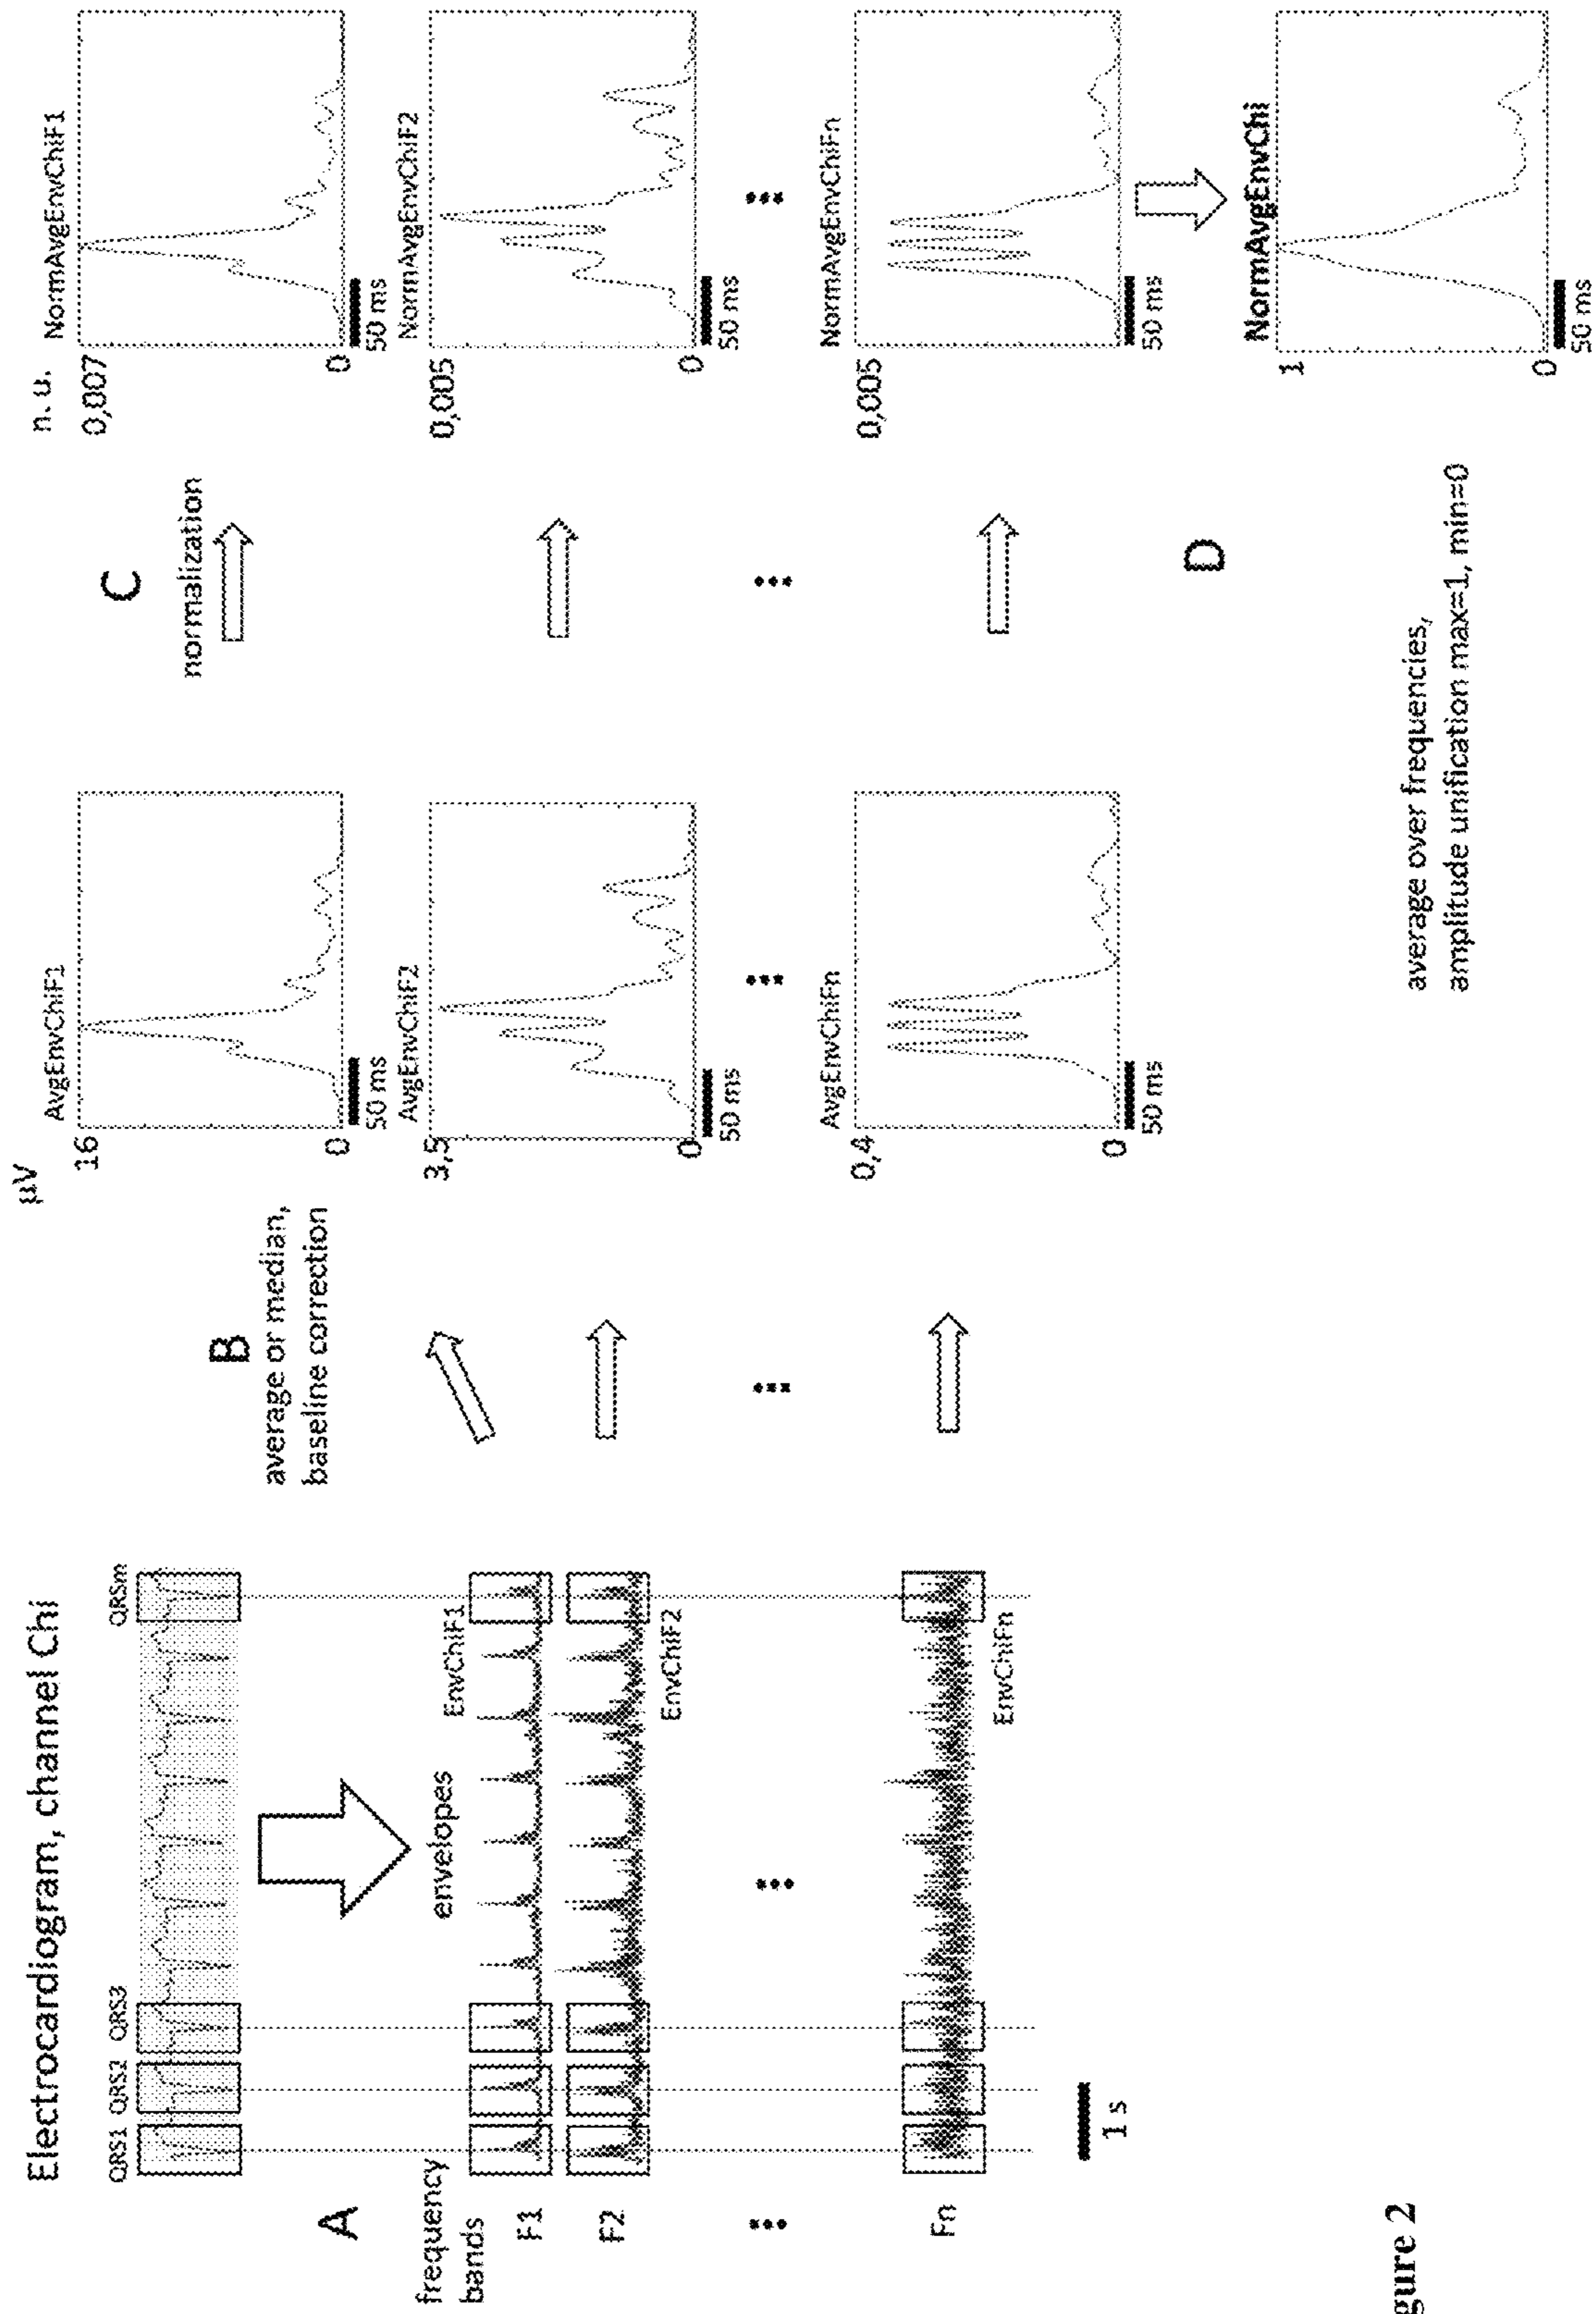 Electrocardiogram, channel Chi
QRS1 QRS2 QRS3 QRSm
A
frequency
bands
envelopes
F1
EnvChiF1
F2
EnvChiF2
•••
•••
Fn
EnvChiFn
1 s
B
average or median,
baseline correction
•••
µV
AvgEnvChiF1
16
0
50 ms
AvgEnvChiF2
3,5
0
50 ms
•••
AvgEnvChiFn
0,4
0
50 ms
C
normalization
•••
n. u.
NormAvgEnvChiF1
0,007
0
50 ms
NormAvgEnvChiF2
0,005
0
50 ms
•••
NormAvgEnvChiFn
0,005
50 ms
D
average over frequencies,
amplitude unification max=1, min=0
NormAvgEnvChi
1
0
50 ms
gure 2